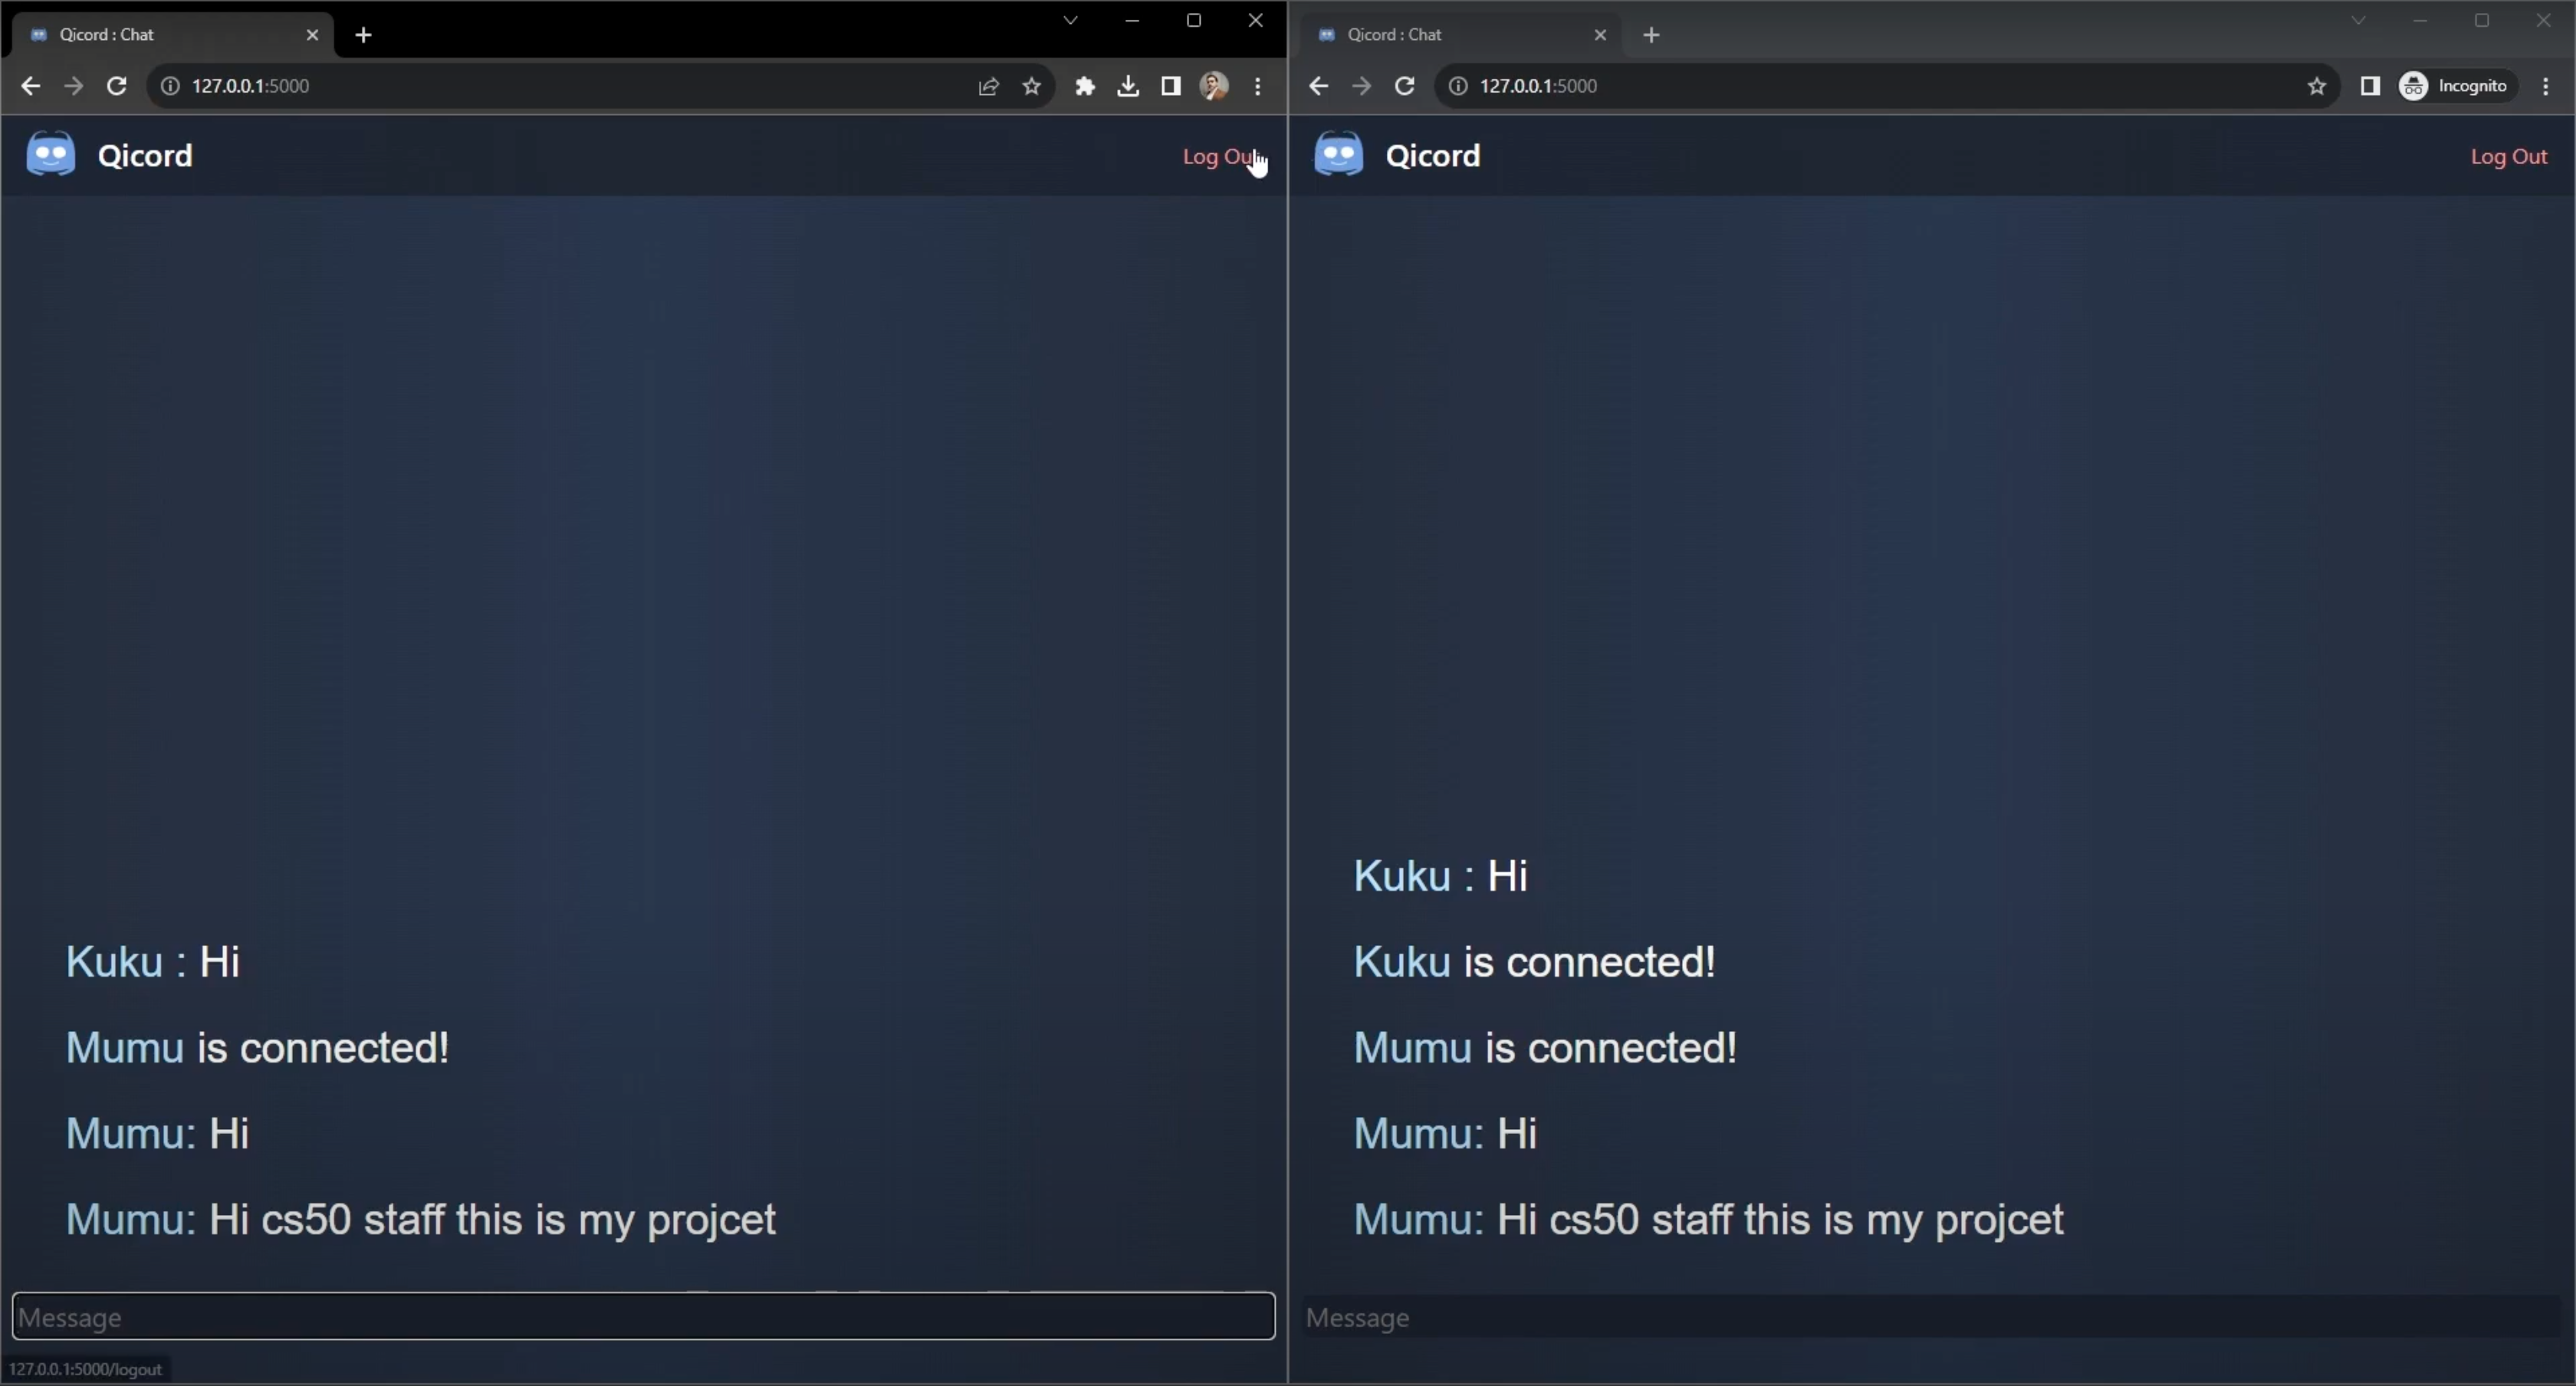 Qicord : Chat
127.0.0.1:5000
Qicord
Log Out
Kuku : Hi
Mumu is connected!
Mumu: Hi
Mumu: Hi cs50 staff this is my projcet
Message
127.0.0.1:5000/logout
Qicord : Chat
127.0.0.1:5000
Incognito
Qicord
Log Out
Kuku : Hi
Kuku is connected!
Mumu is connected!
Mumu: Hi
Mumu: Hi cs50 staff this is my projcet
Message